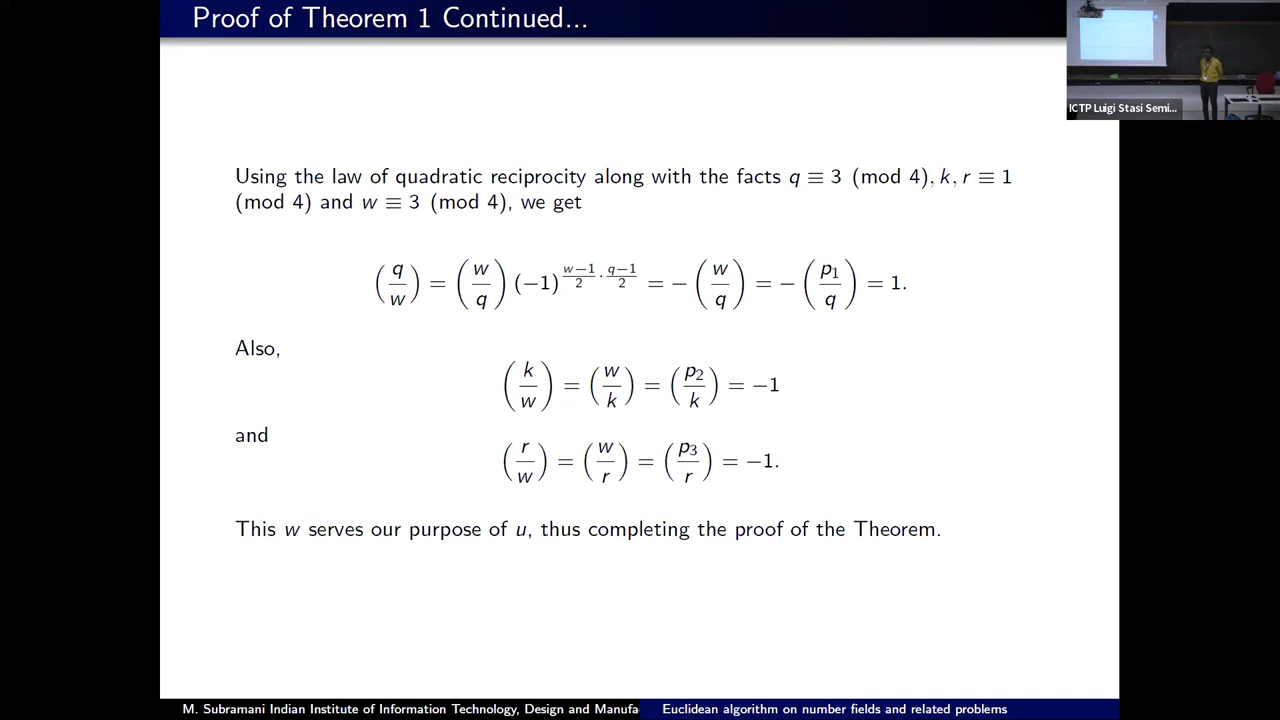 Proof of Theorem 1 Continued...
ICTP Luigi Stasi Semi...
Using the law of quadratic reciprocity along with the facts q ≡ 3 (mod 4), k, r ≡ 1
(mod 4) and w ≡ 3 (mod 4), we get
(q/w) = (w/q) (−1)^{(w−1)/2 · (q−1)/2} = − (w/q) = − (p₁/q) = 1.
Also,
(k/w) = (w/k) = (p₂/k) = −1
and
(r/w) = (w/r) = (p₃/r) = −1.
This w serves our purpose of u, thus completing the proof of the Theorem.
M. Subramani Indian Institute of Information Technology, Design and Manufa
Euclidean algorithm on number fields and related problems